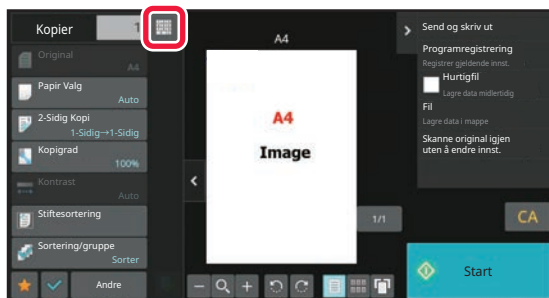 Kopier
1
Original
A4
Papir Valg
Auto
2-Sidig Kopi
1-Sidig→1-Sidig
Kopigrad
100%
Kontrast
Auto
Stiftesortering
Sortering/gruppe
Sorter
Andre
A4
A4
Image
1/1
Send og skriv ut
Programregistrering
Registrer gjeldende innst.
Hurtigfil
Lagre data midlertidig
Fil
Lagre data i mappe
Skanne original igjen
uten å endre innst.
CA
Start